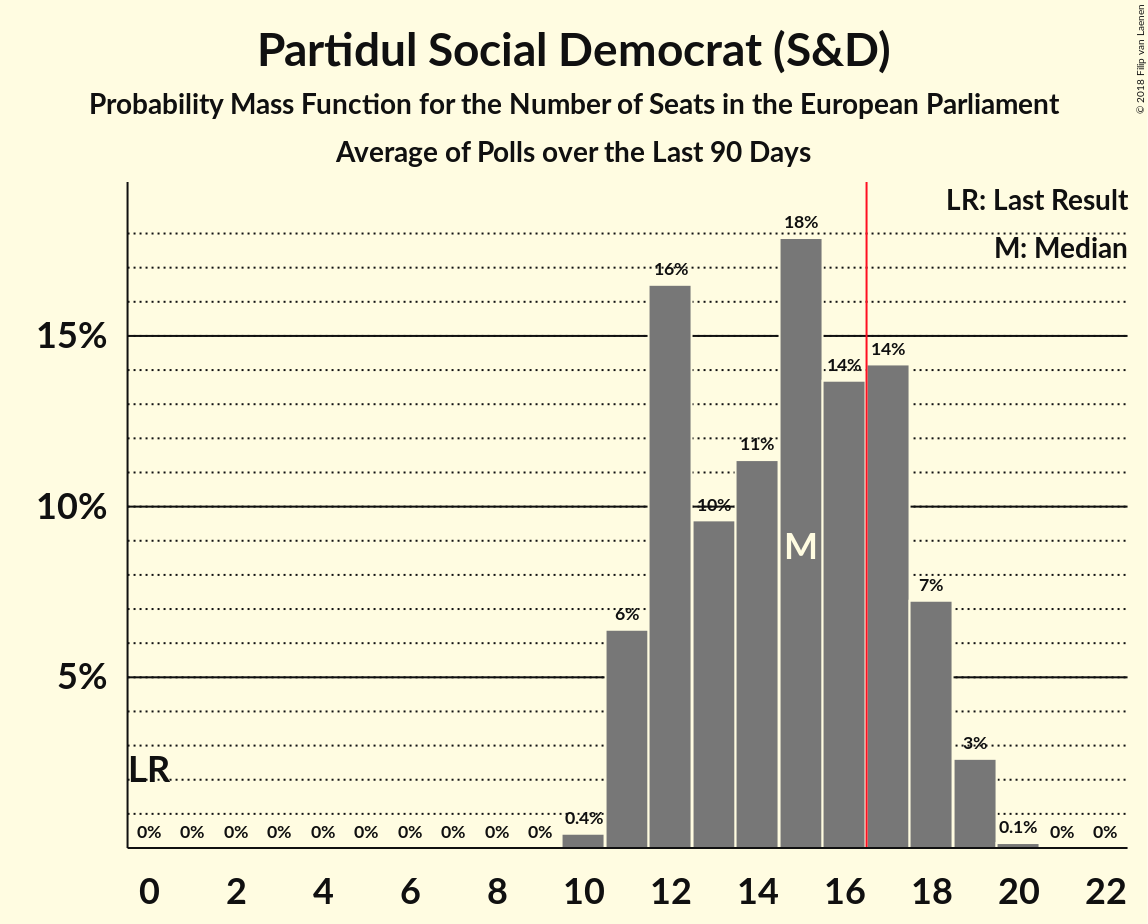 Partidul Social Democrat (S&D)
Probability Mass Function for the Number of Seats in the European Parliament
Average of Polls over the Last 90 Days
© 2018 Filip van Laenen
LR: Last Result
M: Median
15%
10%
5%
LR
M
0% 0% 0% 0% 0% 0% 0% 0% 0% 0% 0.4% 6% 16% 10% 11% 18% 14% 14% 7% 3% 0.1% 0% 0%
0 2 4 6 8 10 12 14 16 18 20 22